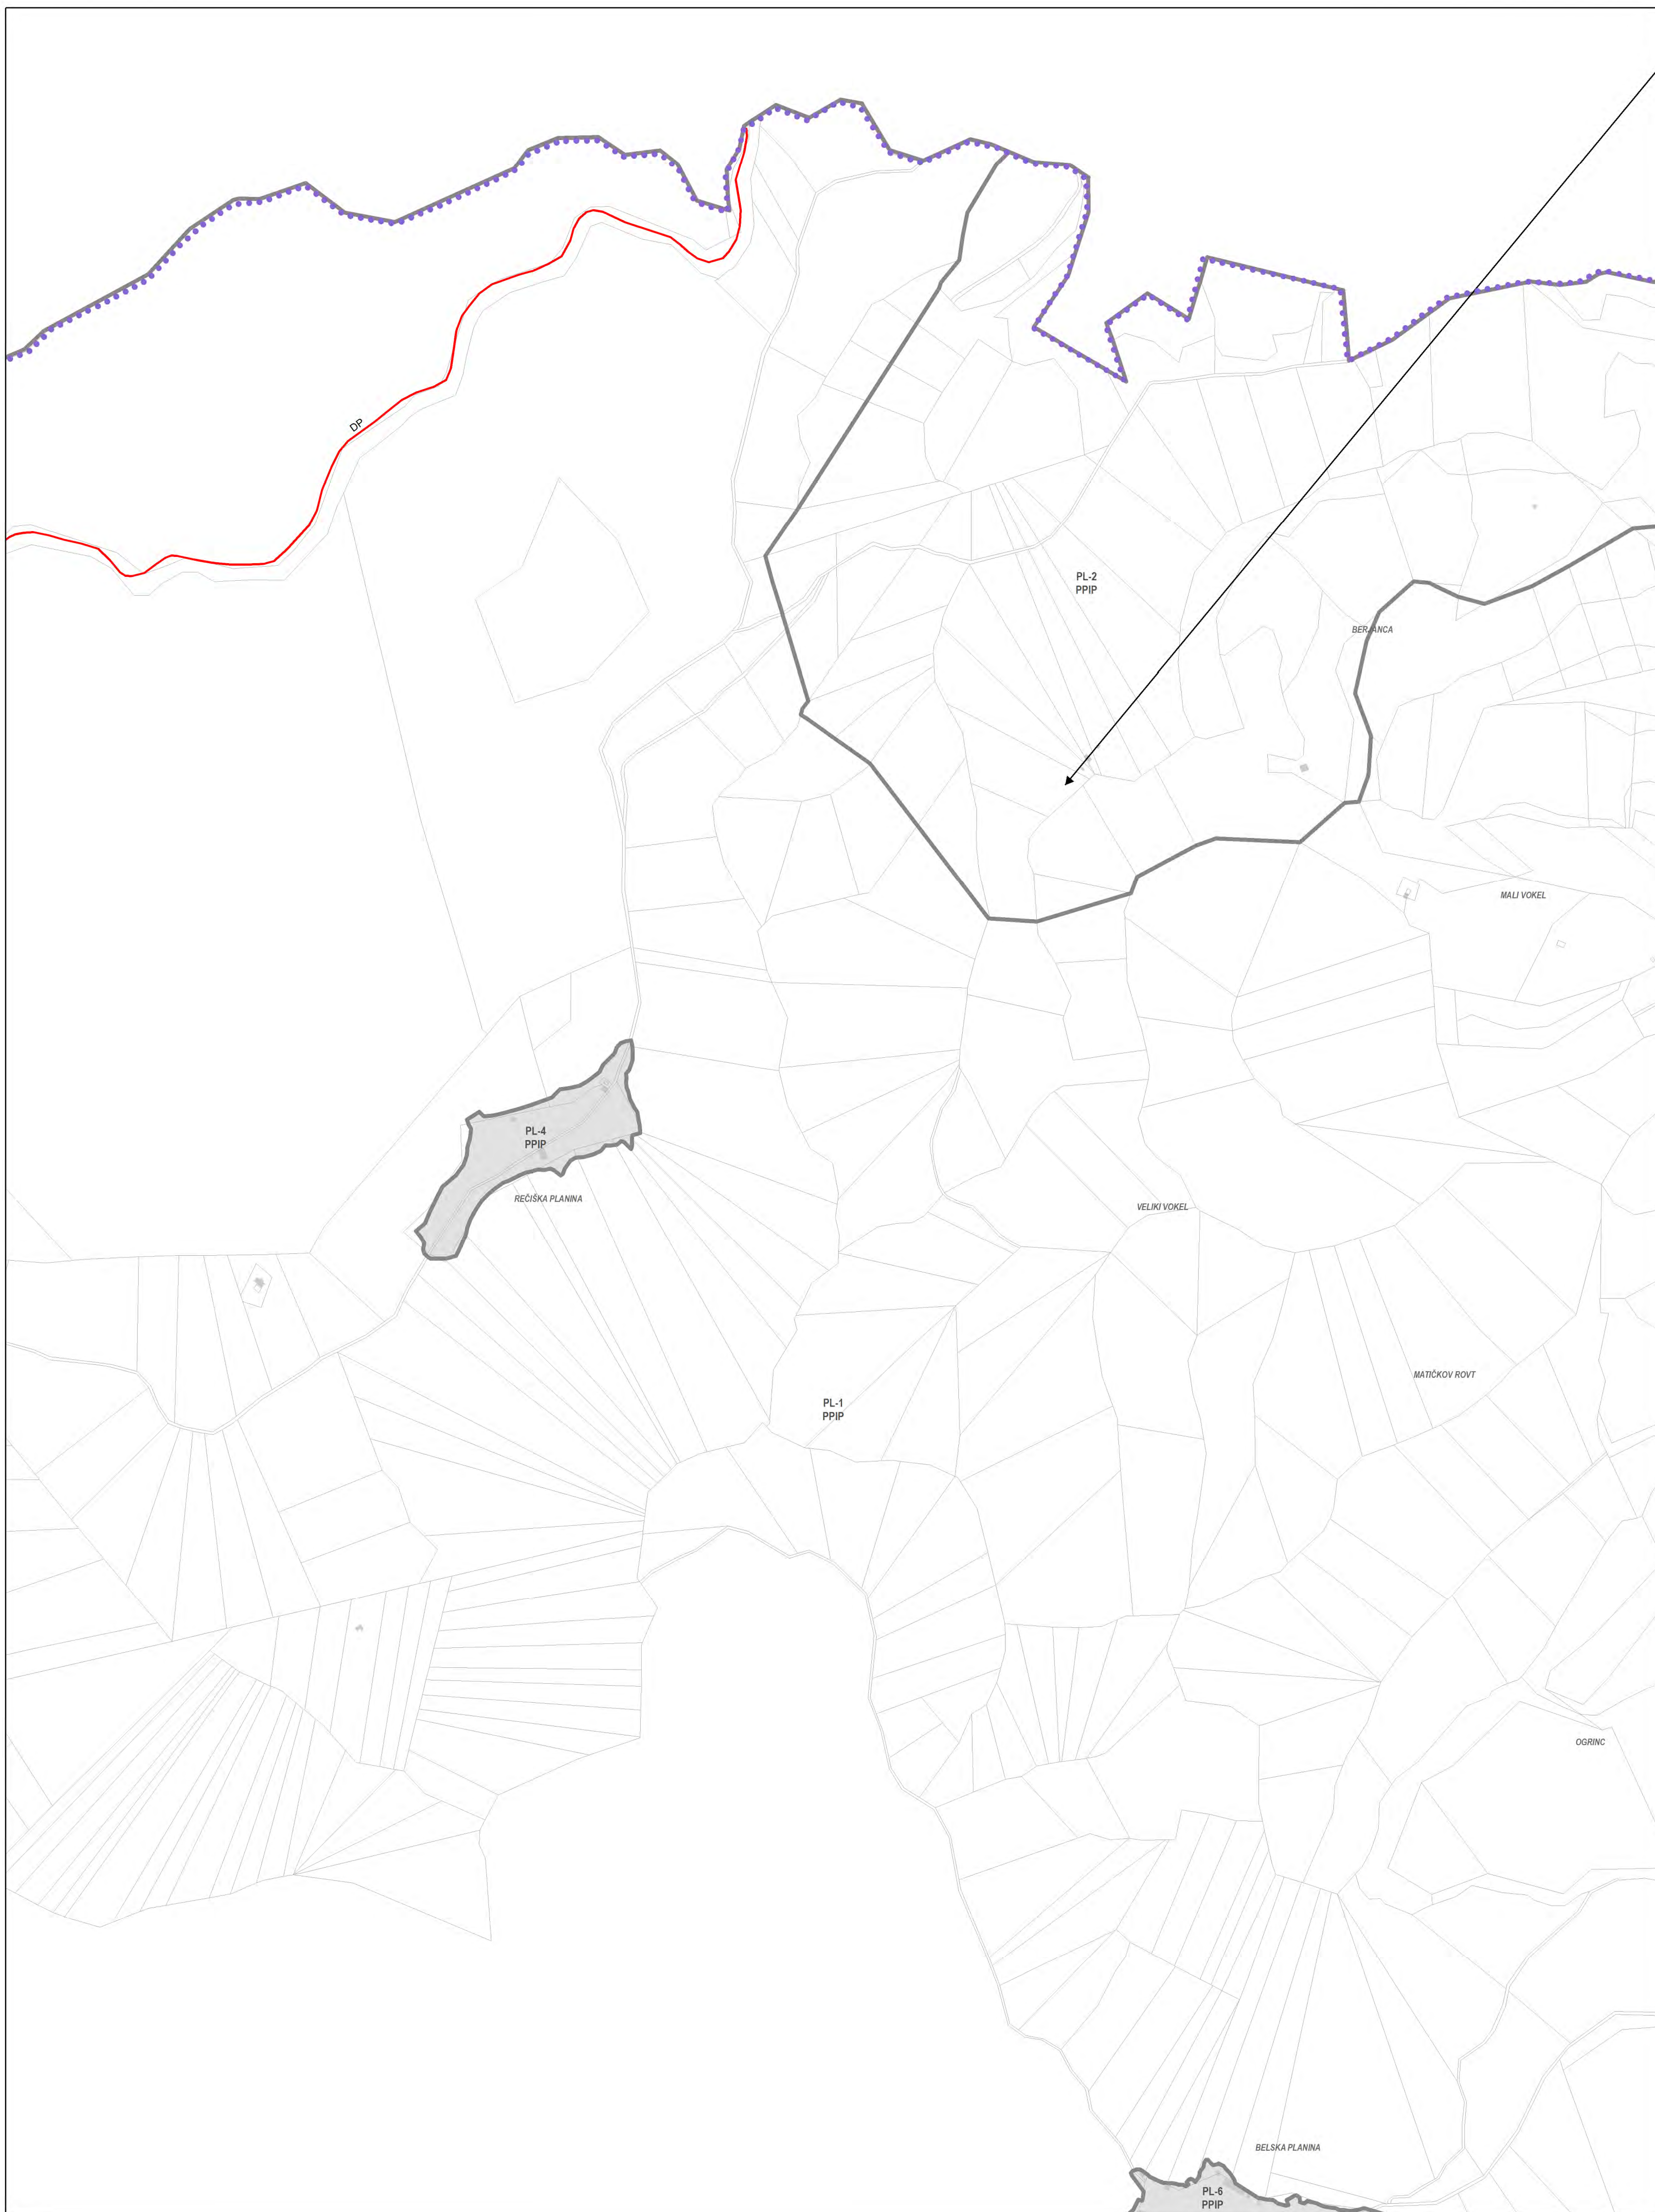 DP
PL-2
PPIP
BERJANCA
MALI VOKEL
PL-4
PPIP
REČIŠKA PLANINA
VELIKI VOKEL
MATIČKOV ROVT
PL-1
PPIP
OGRINC
BELSKA PLANINA
PL-6
PPIP